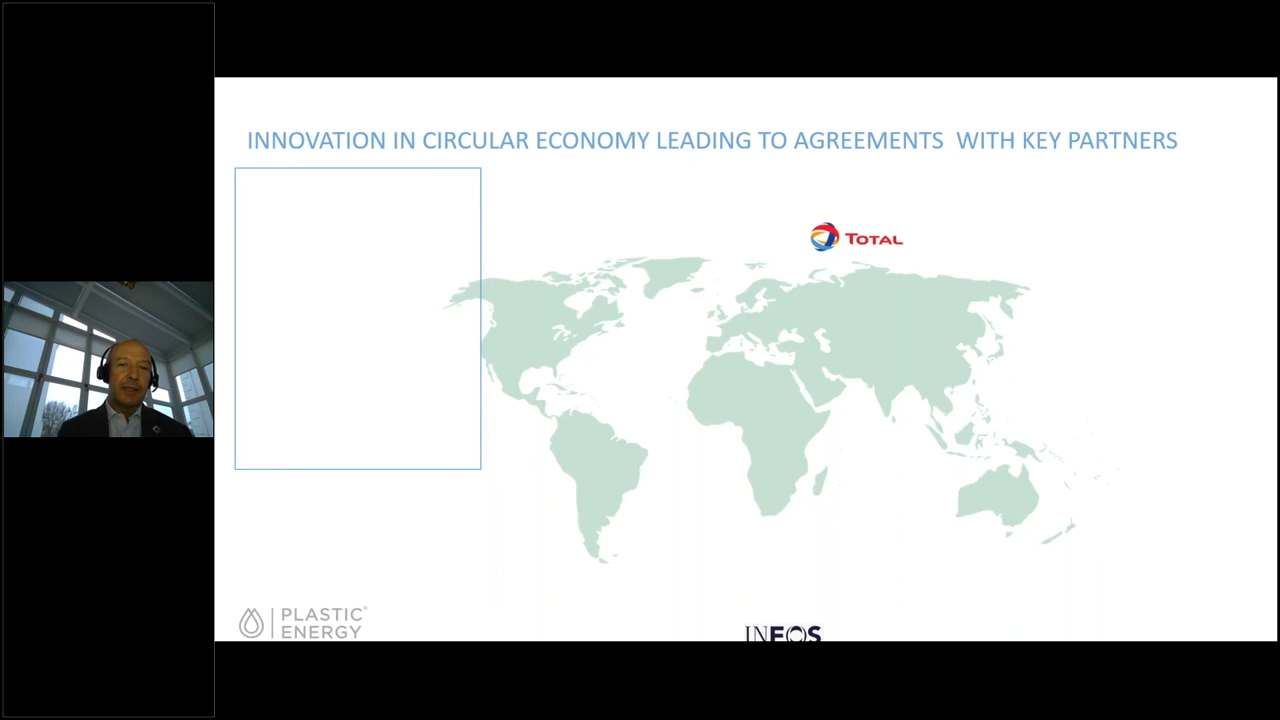 INNOVATION IN CIRCULAR ECONOMY LEADING TO AGREEMENTS WITH KEY PARTNERS
TOTAL
PLASTIC
ENERGY
INEOS